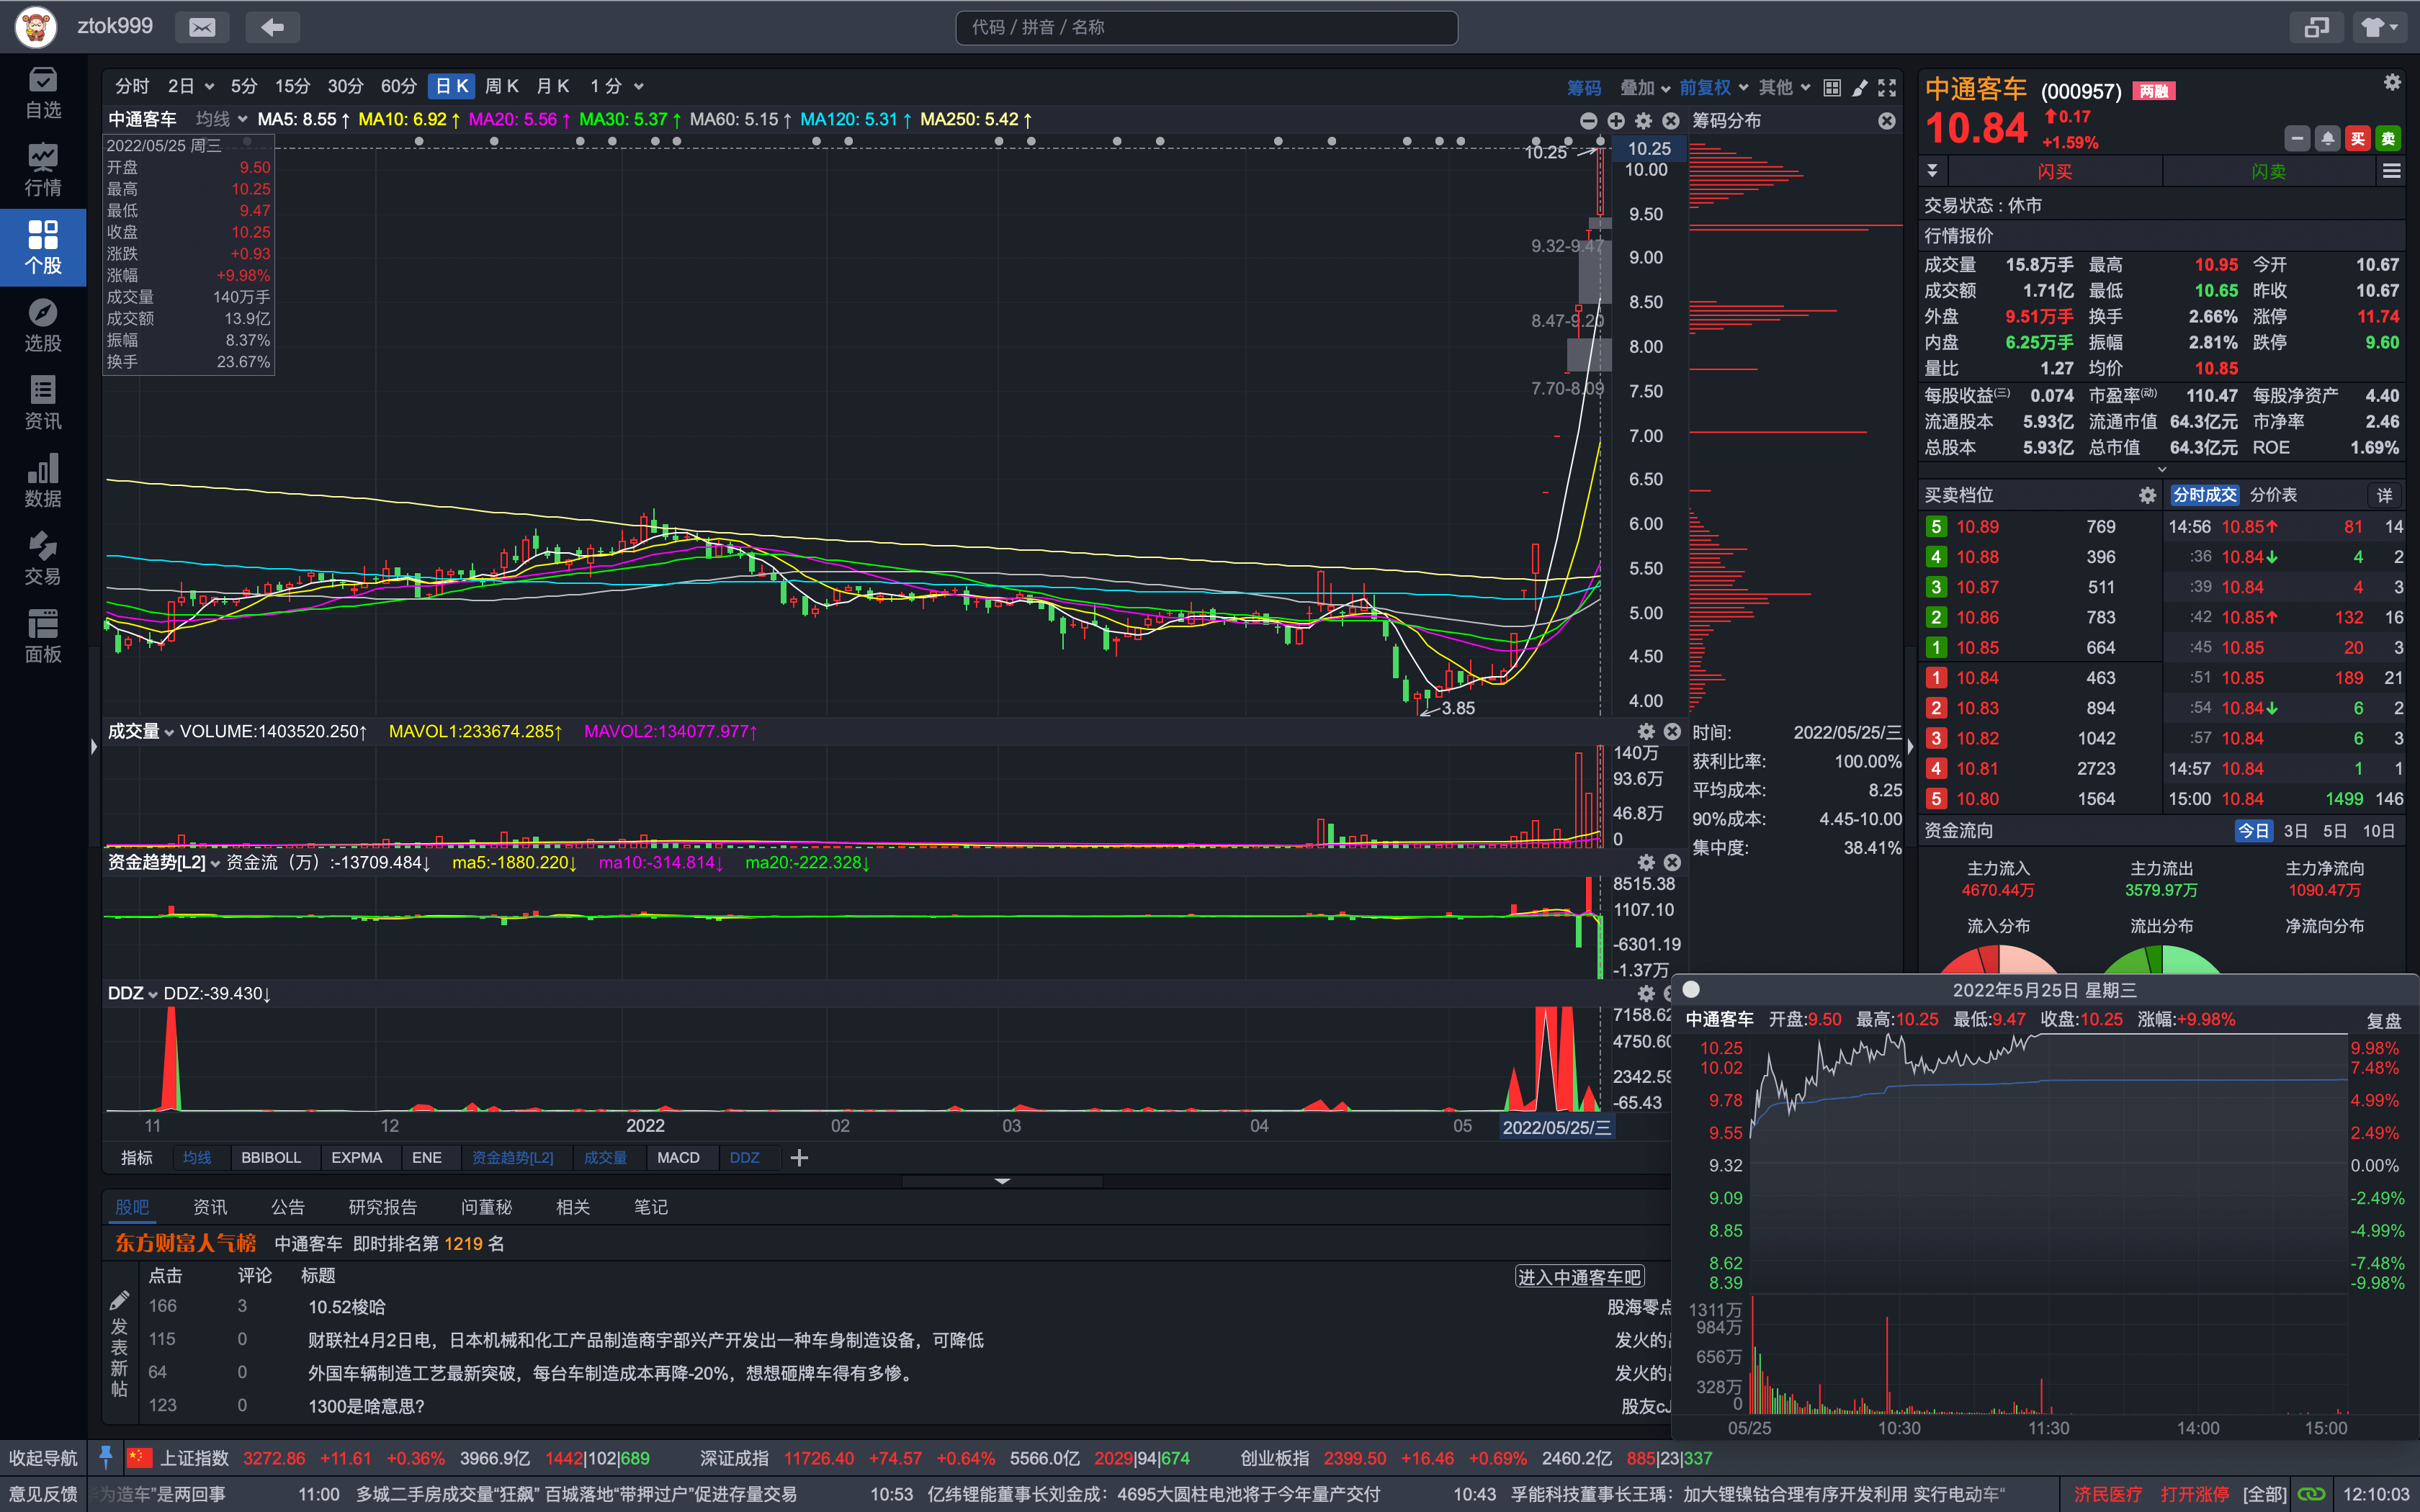 ztok999
代码 / 拼音 / 名称
自选
行情
个股
选股
资讯
数据
交易
面板
分时 2日 5分 15分 30分 60分 日K 周K 月K 1分 筹码 叠加 前复权 其他
中通客车 均线 MA5: 8.55↑ MA10: 6.92↑ MA20: 5.56↑ MA30: 5.37↑ MA60: 5.15↑ MA120: 5.31↑ MA250: 5.42↑
2022/05/25 周三
开盘 9.50
最高 10.25
最低 9.47
收盘 10.25
涨跌 +0.93
涨幅 +9.98%
成交量 140万手
成交额 13.9亿
振幅 8.37%
换手 23.67%
10.25
9.32-9.47
8.47-9.20
7.70-8.09
3.85
10.25
10.00
9.50
9.00
8.50
8.00
7.50
7.00
6.50
6.00
5.50
5.00
4.50
4.00
筹码分布
时间: 2022/05/25/三
获利比率: 100.00%
平均成本: 8.25
90%成本: 4.45-10.00
集中度: 38.41%
成交量 VOLUME:1403520.250↑ MAVOL1:233674.285↑ MAVOL2:134077.977↑
140万
93.6万
46.8万
0
资金趋势[L2] 资金流（万）:-13709.484↓ ma5:-1880.220↓ ma10:-314.814↓ ma20:-222.328↓
8515.38
1107.10
-6301.19
-1.37万
DDZ DDZ:-39.430↓
7158.62
4750.60
2342.59
-65.43
11 12 2022 02 03 04 05 2022/05/25/三
指标 均线 BBIBOLL EXPMA ENE 资金趋势[L2] 成交量 MACD DDZ
股吧 资讯 公告 研究报告 问董秘 相关 笔记
东方财富人气榜 中通客车 即时排名第 1219 名
点击 评论 标题 进入中通客车吧
发表新帖
166 3 10.52梭哈 股海零点
115 0 财联社4月2日电，日本机械和化工产品制造商宇部兴产开发出一种车身制造设备，可降低 发火的
64 0 外国车辆制造工艺最新突破，每台车制造成本再降-20%，想想砸牌车得有多惨。 发火的
123 0 1300是啥意思? 股友cJ
中通客车 (000957) 两融
10.84 0.17
+1.59%
买 卖
闪买 闪卖
交易状态 : 休市
行情报价
成交量 15.8万手 最高 10.95 今开 10.67
成交额 1.71亿 最低 10.65 昨收 10.67
外盘 9.51万手 换手 2.66% 涨停 11.74
内盘 6.25万手 振幅 2.81% 跌停 9.60
量比 1.27 均价 10.85
每股收益(三) 0.074 市盈率(动) 110.47 每股净资产 4.40
流通股本 5.93亿 流通市值 64.3亿元 市净率 2.46
总股本 5.93亿 总市值 64.3亿元 ROE 1.69%
买卖档位 分时成交 分价表 详
5 10.89 769
4 10.88 396
3 10.87 511
2 10.86 783
1 10.85 664
1 10.84 463
2 10.83 894
3 10.82 1042
4 10.81 2723
5 10.80 1564
14:56 10.85↑ 81 14
:36 10.84↓ 4 2
:39 10.84 4 3
:42 10.85↑ 132 16
:45 10.85 20 3
:51 10.85 189 21
:54 10.84↓ 6 2
:57 10.84 6 3
14:57 10.84 1 1
15:00 10.84 1499 146
资金流向 今日 3日 5日 10日
主力流入 主力流出 主力净流向
4670.44万 3579.97万 1090.47万
流入分布 流出分布 净流向分布
2022年5月25日 星期三
中通客车 开盘:9.50 最高:10.25 最低:9.47 收盘:10.25 涨幅:+9.98% 复盘
10.25 9.98%
10.02 7.48%
9.78 4.99%
9.55 2.49%
9.32 0.00%
9.09 -2.49%
8.85 -4.99%
8.62 -7.48%
8.39 -9.98%
1311万
984万
656万
328万
0
05/25 10:30 11:30 14:00 15:00
收起导航 上证指数 3272.86 +11.61 +0.36% 3966.9亿 1442|102|689 深证成指 11726.40 +74.57 +0.64% 5566.0亿 2029|94|674 创业板指 2399.50 +16.46 +0.69% 2460.2亿 885|23|337
意见反馈 为造车”是两回事 11:00 多城二手房成交量“狂飙” 百城落地“带押过户”促进存量交易 10:53 亿纬锂能董事长刘金成：4695大圆柱电池将于今年量产交付 10:43 孚能科技董事长王瑀：加大锂镍钴合理有序开发利用 实行电动车“ 济民医疗 打开涨停 [全部] 12:10:03